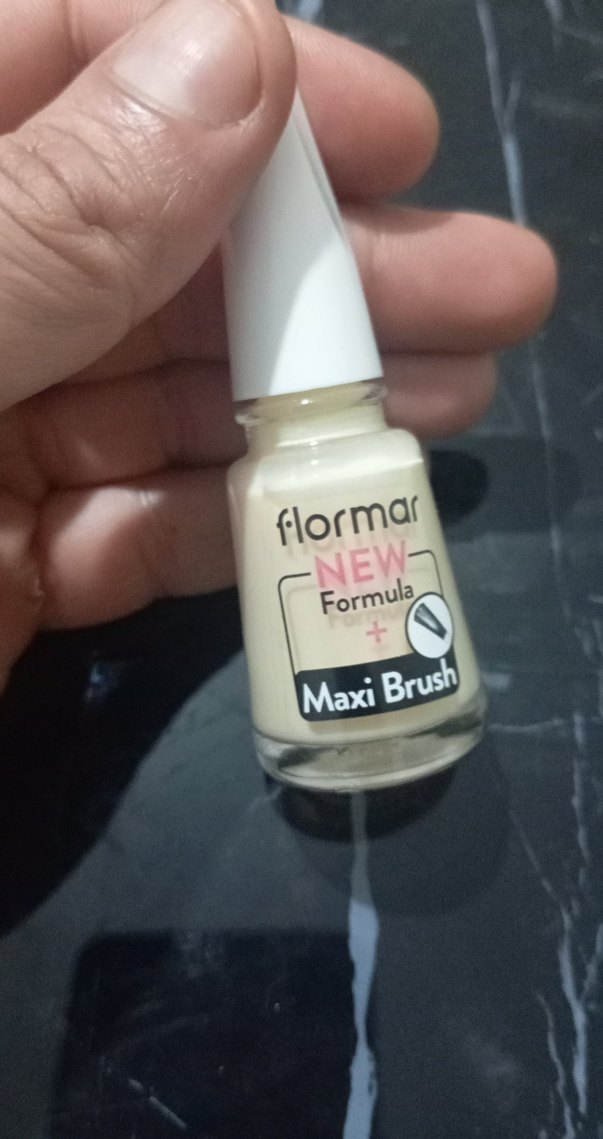 flormar
NEW
Formula
+
Maxi Brush